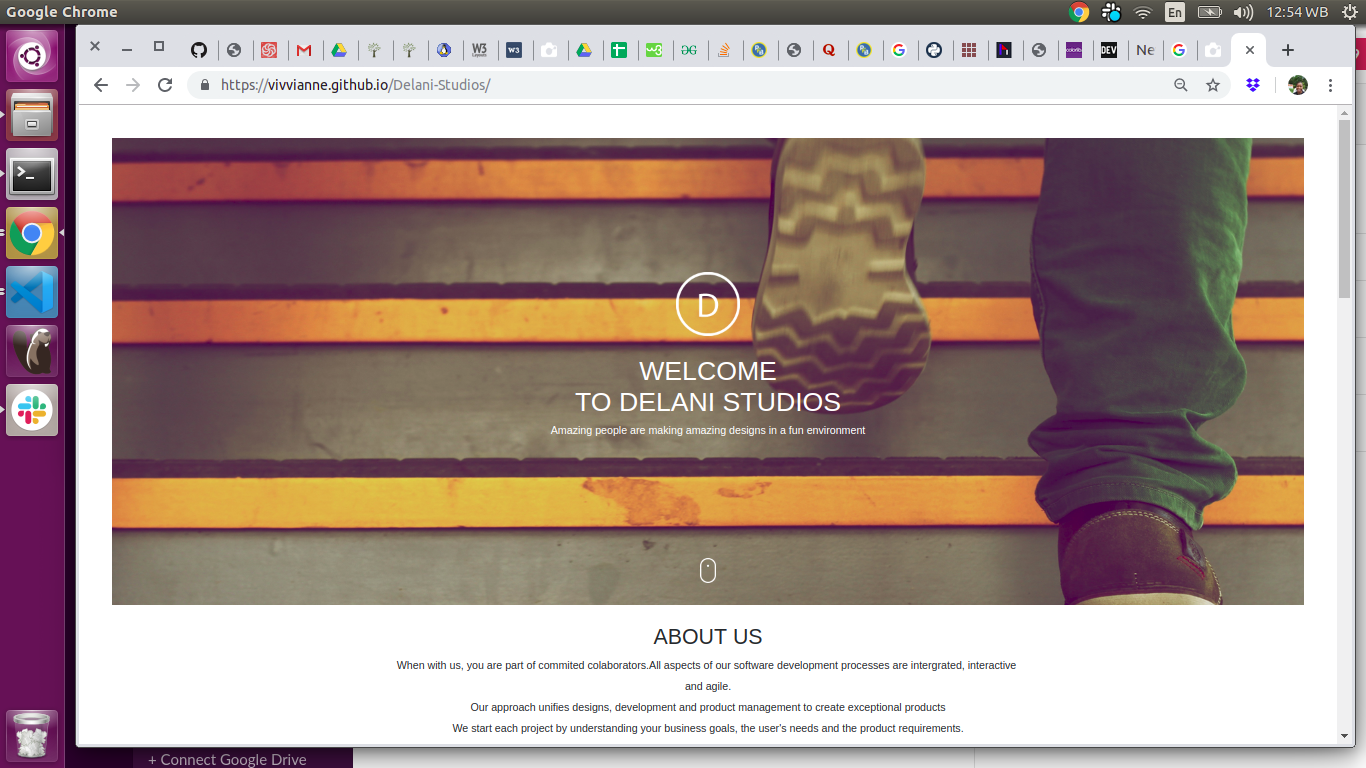 Google Chrome
En
12:54 WB
W3
w3
DEV
Ne
https://vivvianne.github.io/Delani-Studios/
D
WELCOME
TO DELANI STUDIOS
Amazing people are making amazing designs in a fun environment
ABOUT US
When with us, you are part of commited colaborators.All aspects of our software development processes are intergrated, interactive
and agile.
Our approach unifies designs, development and product management to create exceptional products
We start each project by understanding your business goals, the user's needs and the product requirements.
+ Connect Google Drive